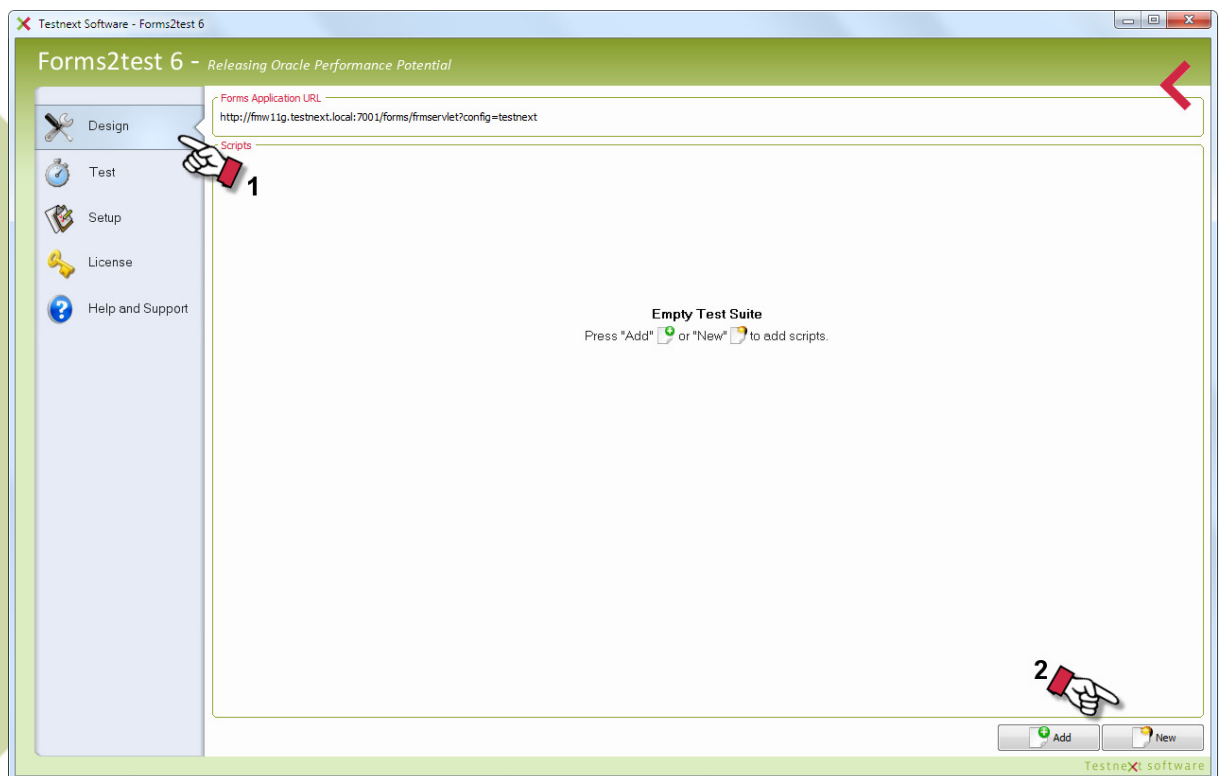 Testnext Software - Forms2test 6
Forms2test 6 - Releasing Oracle Performance Potential
Forms Application URL
http://fmw11g.testnext.local:7001/forms/frmservlet?config=testnext
Scripts
Design
1
Test
Setup
License
Help and Support
Empty Test Suite
Press "Add" or "New" to add scripts.
2
Add
New
Testnext software